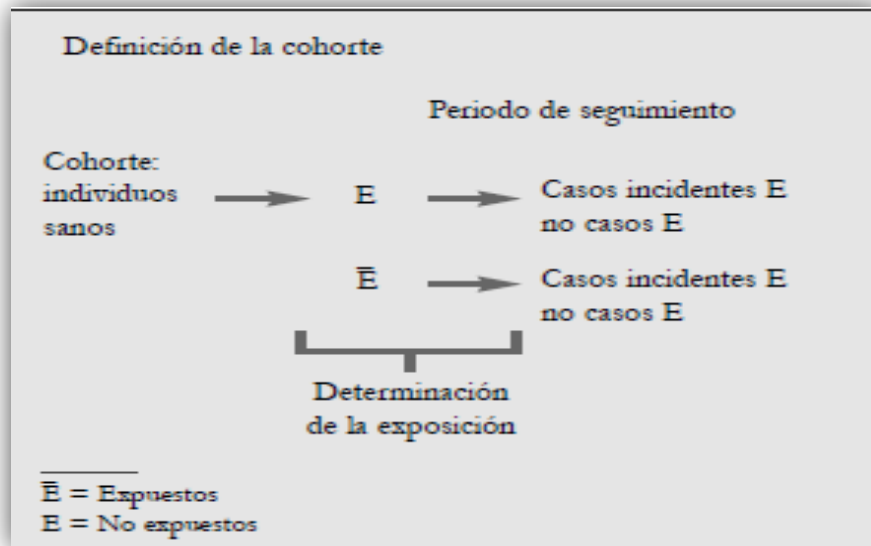 Definición de la cohorte
Periodo de seguimiento
Cohorte:
individuos
sanos
E
Casos incidentes E
no casos E
Ē
Casos incidentes E
no casos E
Determinación
de la exposición
Ē = Expuestos
E = No expuestos